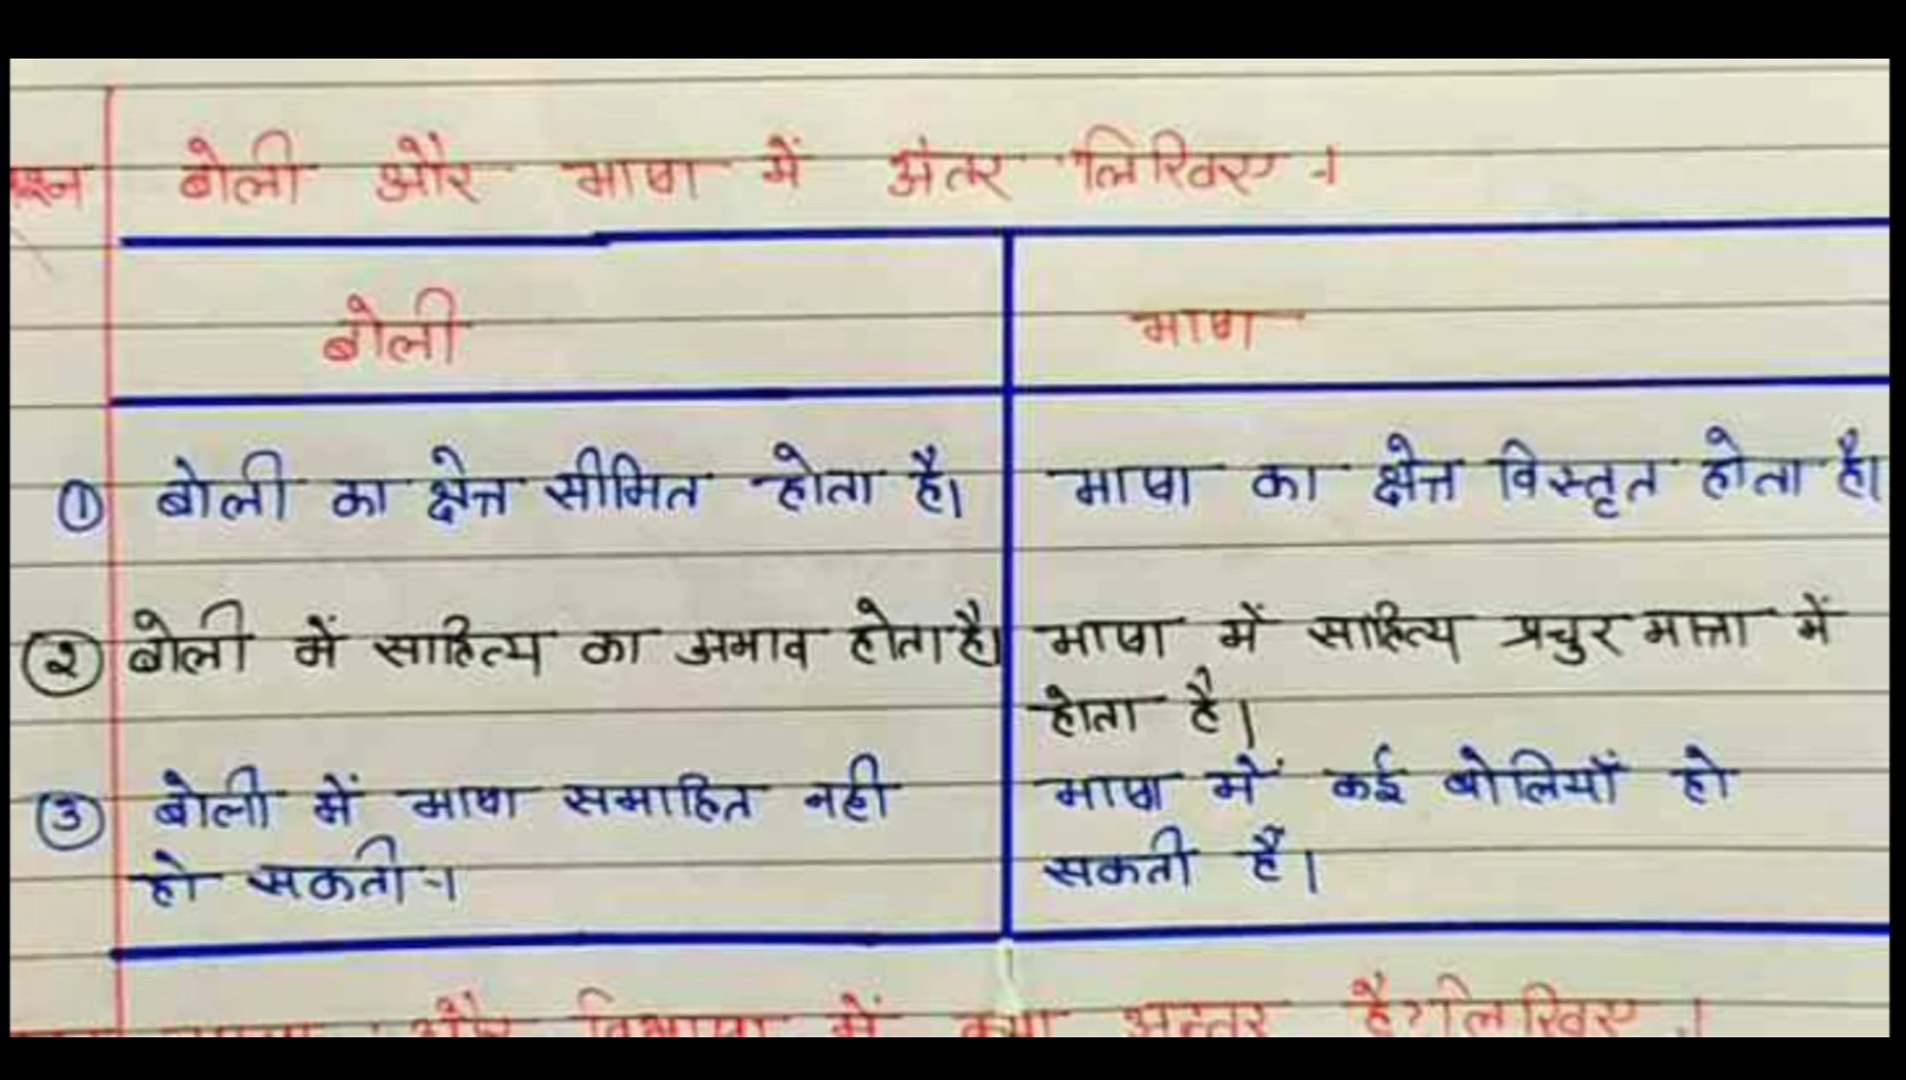 प्रश्न बोली और भाषा में अंतर लिखिए ।
बोली भाषा
① बोली का क्षेत्र सीमित होता है। भाषा का क्षेत्र विस्तृत होता है।
② बोली में साहित्य का अभाव होता है। भाषा में साहित्य प्रचुर मात्रा में
होता है।
③ बोली में भाषा समाहित नही भाषा में कई बोलियाँ हो
हो सकती । सकती हैं।
और विभाषा में क्या अन्तर है? लिखिए ।